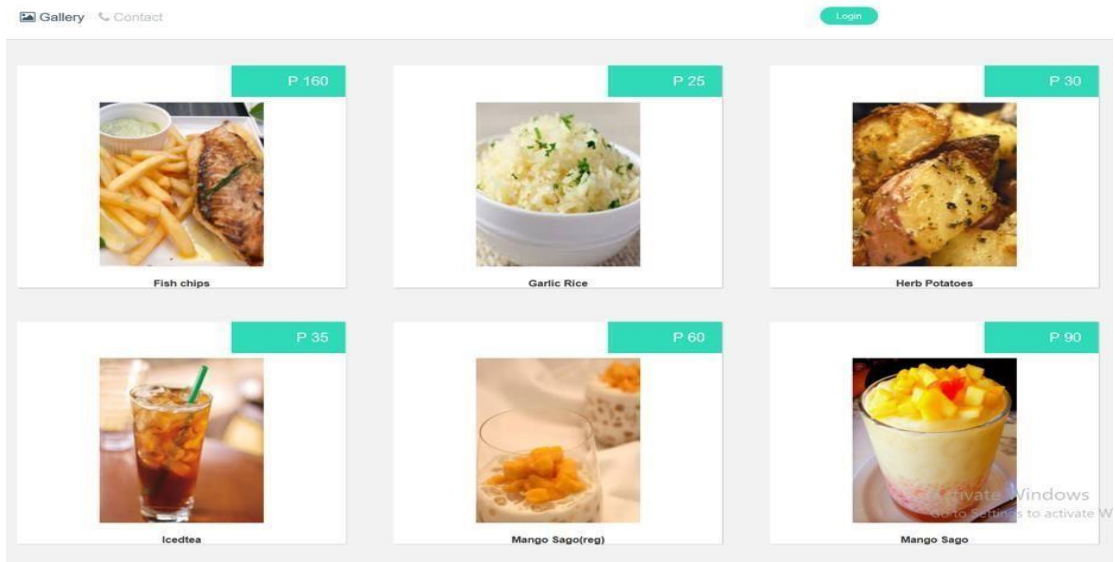 Gallery Contact Login
P 160 P 25 P 30
Fish chips Garlic Rice Herb Potatoes
P 35 P 60 P 90
Activate Windows
Go to Settings to activate W
Icedtea Mango Sago(reg) Mango Sago